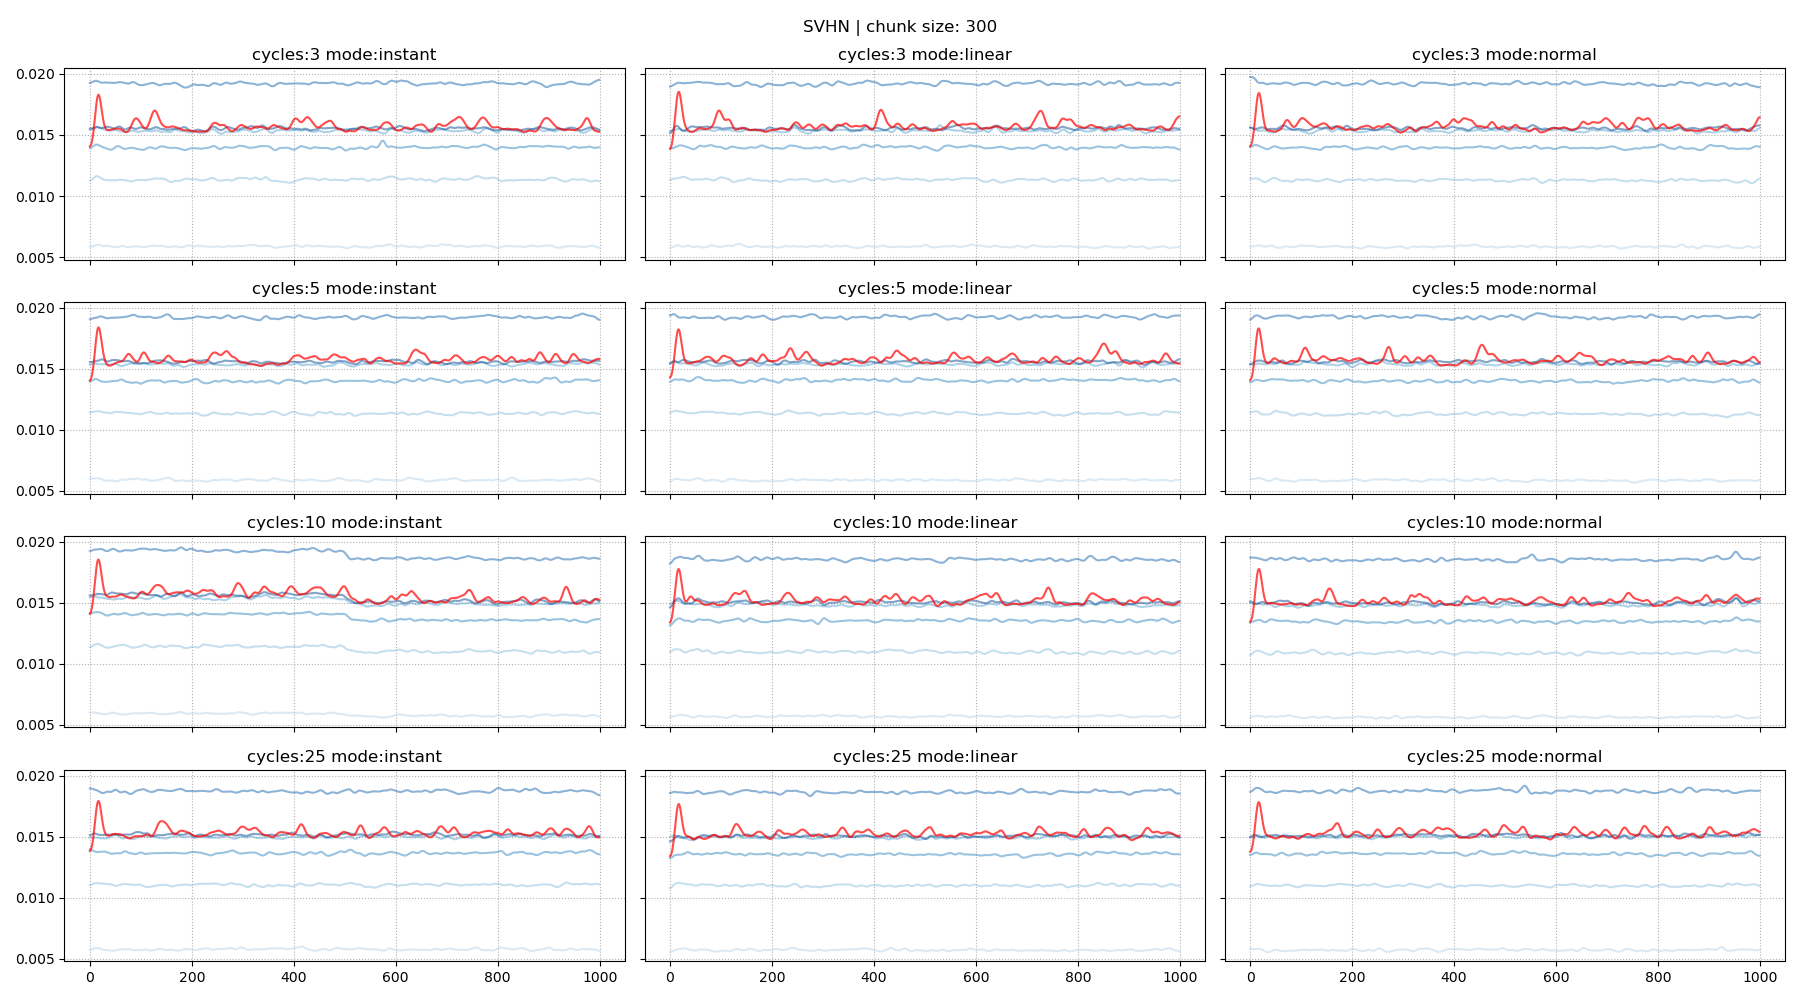 SVHN | chunk size: 300
cycles:3 mode:instant
cycles:3 mode:linear
cycles:3 mode:normal
0.020
0.015
0.010
0.005
cycles:5 mode:instant
cycles:5 mode:linear
cycles:5 mode:normal
0.020
0.015
0.010
0.005
cycles:10 mode:instant
cycles:10 mode:linear
cycles:10 mode:normal
0.020
0.015
0.010
0.005
cycles:25 mode:instant
cycles:25 mode:linear
cycles:25 mode:normal
0.020
0.015
0.010
0.005
0 200 400 600 800 1000
0 200 400 600 800 1000
0 200 400 600 800 1000